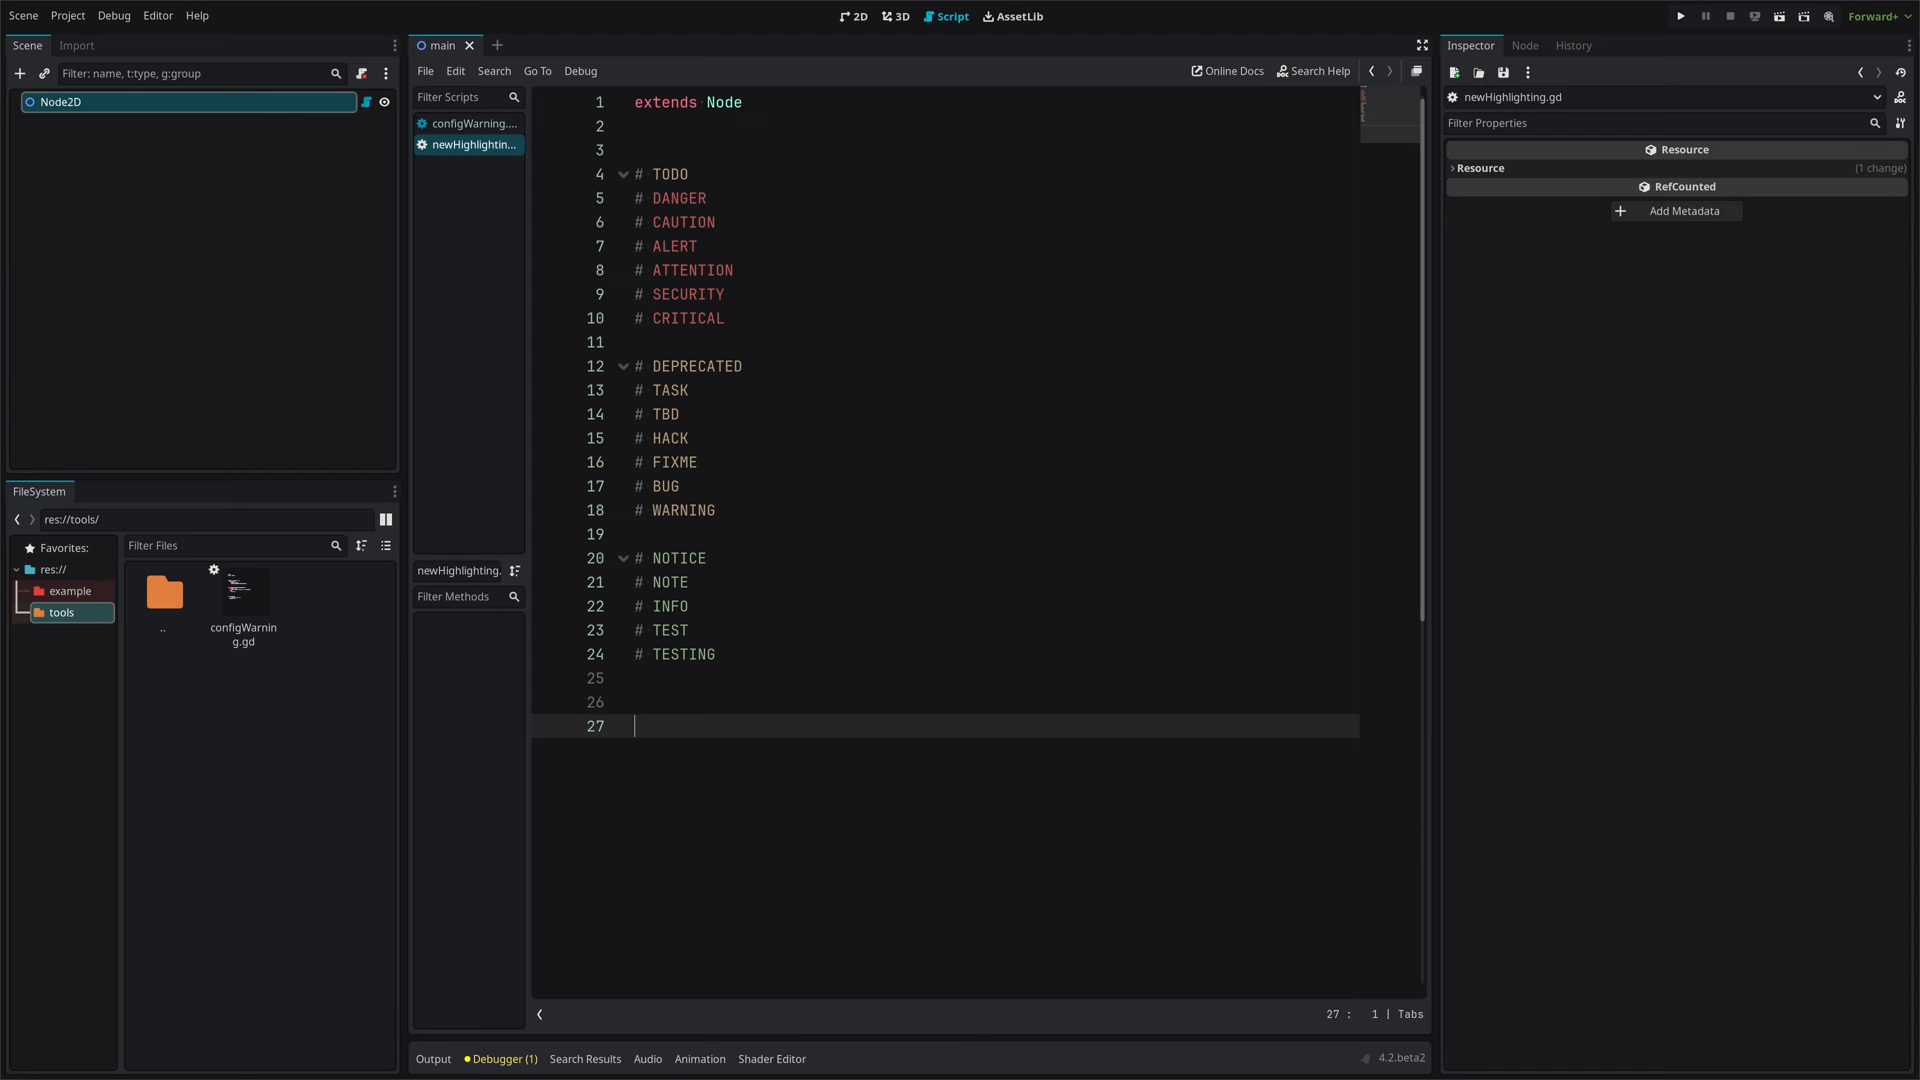 Scene Project Debug Editor Help
2D 3D Script AssetLib
Forward+
Scene Import
Filter: name, t:type, g:group
Node2D
FileSystem
res://tools/
Favorites:
res://
example
tools
Filter Files
..
configWarnin
g.gd
main
File Edit Search Go To Debug
Online Docs Search Help
Filter Scripts
configWarning....
newHighlightin...
newHighlighting.
Filter Methods
1 extends Node
2
3
4 # TODO
5 # DANGER
6 # CAUTION
7 # ALERT
8 # ATTENTION
9 # SECURITY
10 # CRITICAL
11
12 # DEPRECATED
13 # TASK
14 # TBD
15 # HACK
16 # FIXME
17 # BUG
18 # WARNING
19
20 # NOTICE
21 # NOTE
22 # INFO
23 # TEST
24 # TESTING
25
26
27
27 : 1 | Tabs
Output Debugger (1) Search Results Audio Animation Shader Editor
4.2.beta2
Inspector Node History
newHighlighting.gd
Filter Properties
Resource
Resource (1 change)
RefCounted
Add Metadata